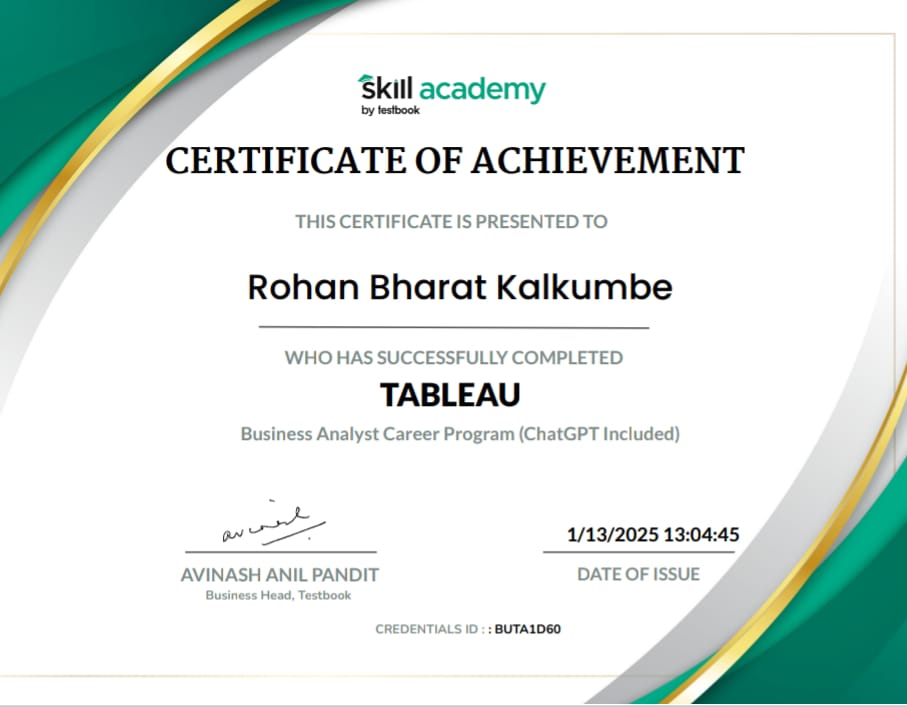 skill academy
by testbook
CERTIFICATE OF ACHIEVEMENT
THIS CERTIFICATE IS PRESENTED TO
Rohan Bharat Kalkumbe
WHO HAS SUCCESSFULLY COMPLETED
TABLEAU
Business Analyst Career Program (ChatGPT Included)
avinash
1/13/2025 13:04:45
AVINASH ANIL PANDIT
DATE OF ISSUE
Business Head, Testbook
CREDENTIALS ID : : BUTA1D60